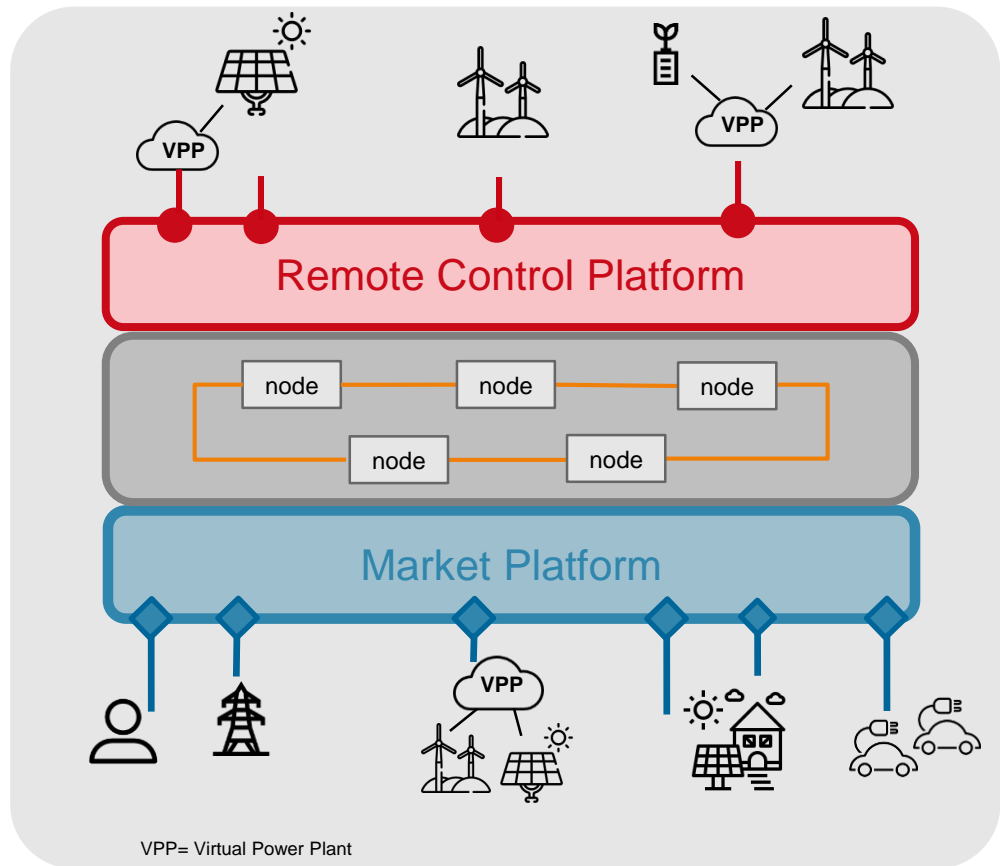 VPP
VPP
Remote Control Platform
node
node
node
node
node
Market Platform
VPP
VPP= Virtual Power Plant